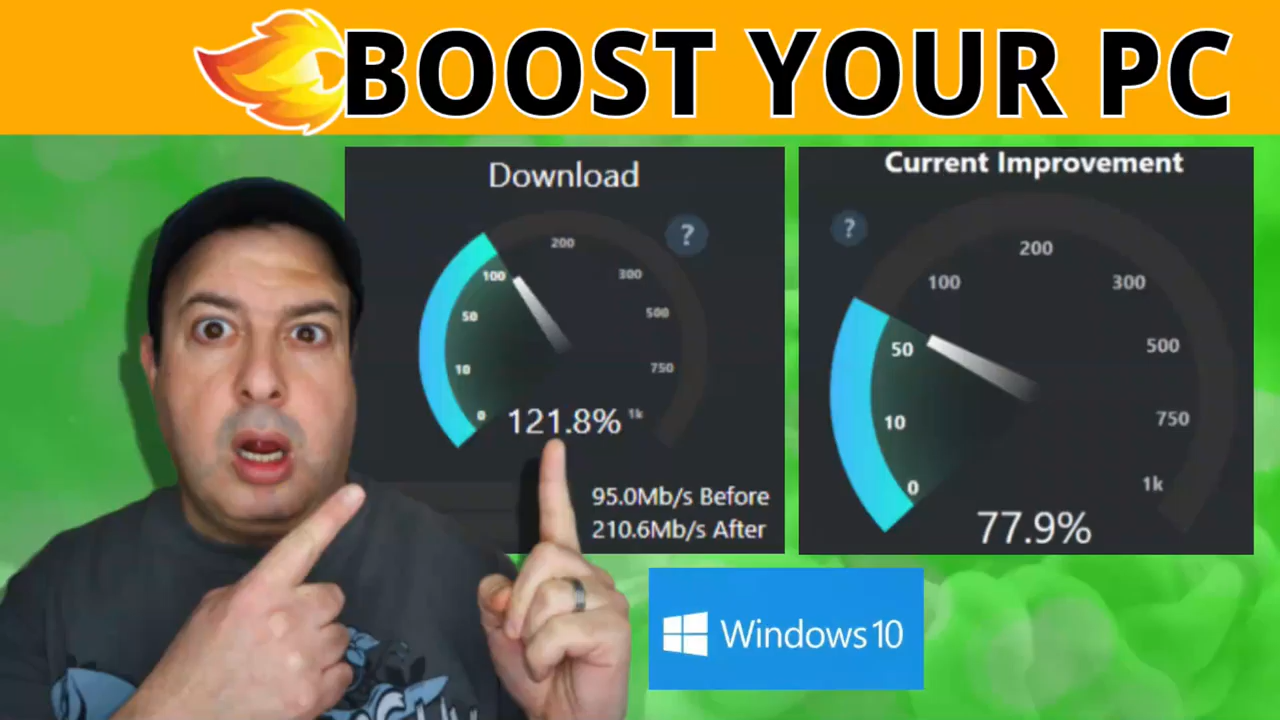 BOOST YOUR PC
Download
?
200
100
300
50
500
10
750
0
1k
121.8%
95.0Mb/s Before
210.6Mb/s After
Current Improvement
?
200
100
300
50
500
10
750
0
1k
77.9%
Windows 10